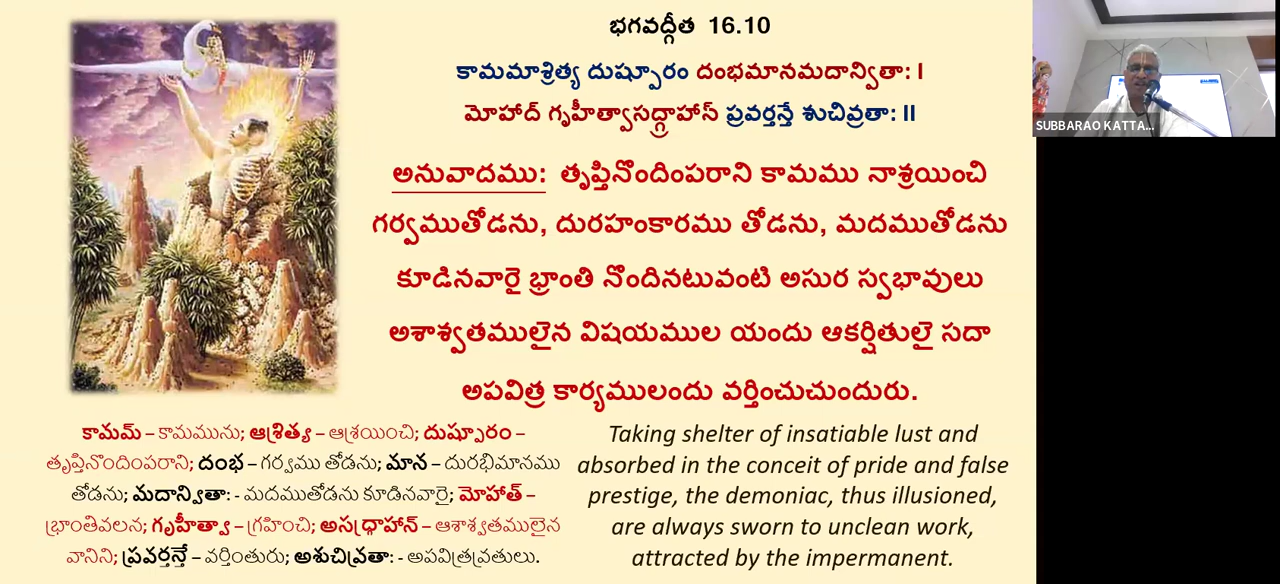 భగవద్గీత 16.10
కామమాశ్రిత్య దుష్పూరం దంభమానమదాన్వితా: I
మోహాద్ గృహీత్వాసద్గ్రాహాస్ ప్రవర్తన్తే శుచివ్రతా: II
అనువాదము: తృప్తినొందింపరాని కామము నాశ్రయించి
గర్వముతోడను, దురహంకారము తోడను, మదముతోడను
కూడినవారై భ్రాంతి నొందినటువంటి అసుర స్వభావులు
అశాశ్వతములైన విషయముల యందు ఆకర్షితులై సదా
అపవిత్ర కార్యములందు వర్తించుచుందురు.
కామమ్ – కామమును; ఆశ్రిత్య – ఆశ్రయించి; దుష్పూరం –
తృప్తినొందింపరాని; దంభ – గర్వము తోడను; మాన – దురభిమానము
తోడను; మదాన్వితా: - మదముతోడను కూడినవారై; మోహాత్ –
భ్రాంతివలన; గృహీత్వా – గ్రహించి; అసద్గ్రాహాన్ – ఆశాశ్వతములైన
వానిని; ప్రవర్తన్తే – వర్తింతురు; అశుచివ్రతా: - అపవిత్రవ్రతులు.
Taking shelter of insatiable lust and
absorbed in the conceit of pride and false
prestige, the demoniac, thus illusioned,
are always sworn to unclean work,
attracted by the impermanent.
SUBBARAO KATTA...